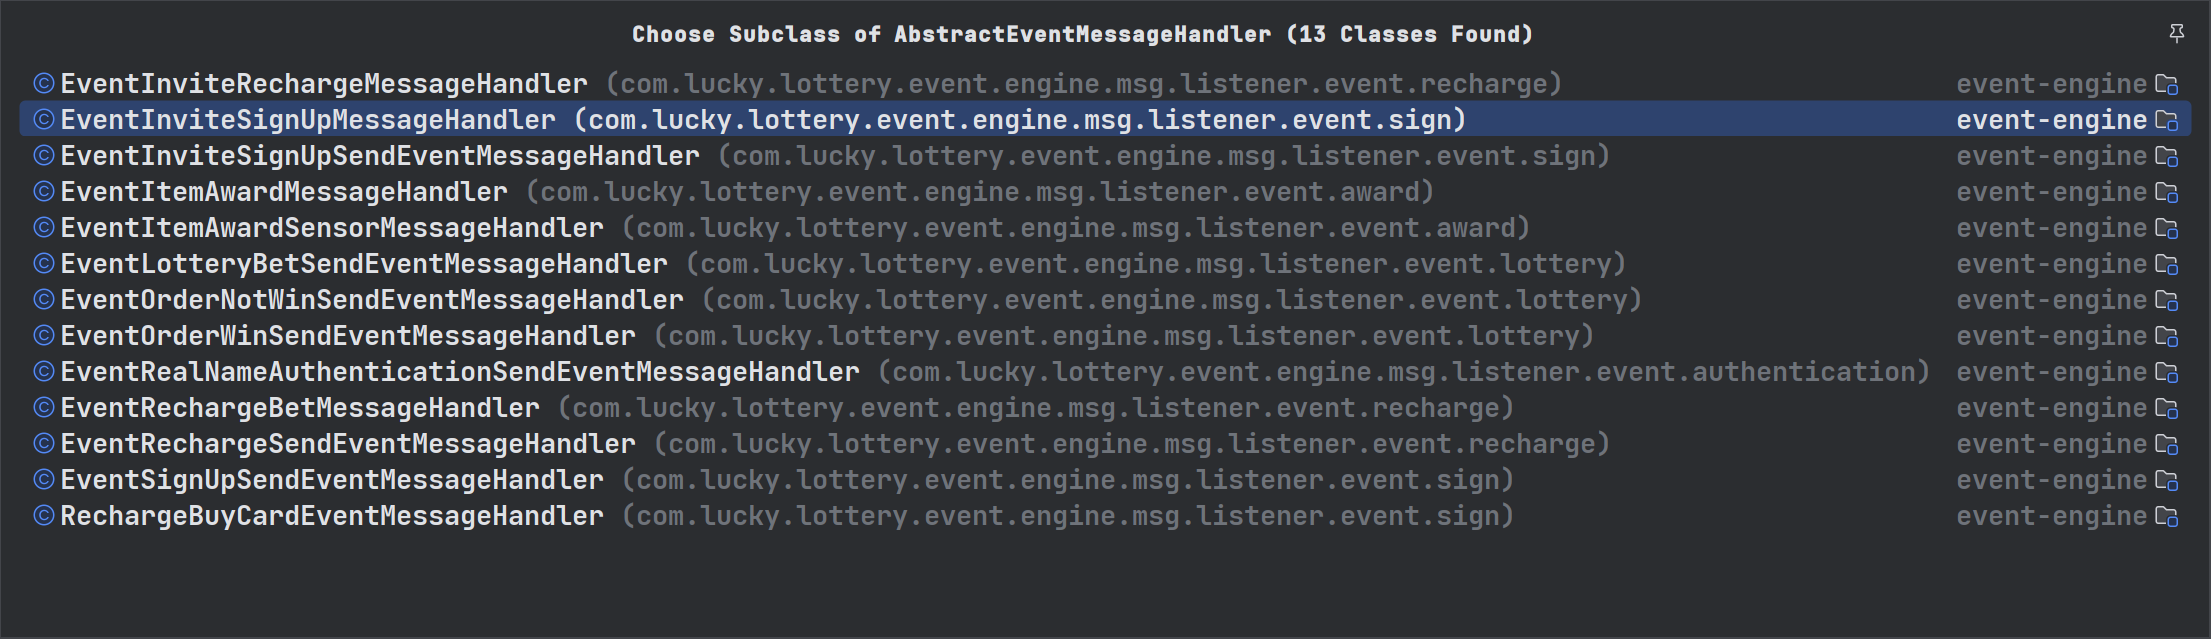 Choose Subclass of AbstractEventMessageHandler (13 Classes Found)
EventInviteRechargeMessageHandler (com.lucky.lottery.event.engine.msg.listener.event.recharge) event-engine
EventInviteSignUpMessageHandler (com.lucky.lottery.event.engine.msg.listener.event.sign) event-engine
EventInviteSignUpSendEventMessageHandler (com.lucky.lottery.event.engine.msg.listener.event.sign) event-engine
EventItemAwardMessageHandler (com.lucky.lottery.event.engine.msg.listener.event.award) event-engine
EventItemAwardSensorMessageHandler (com.lucky.lottery.event.engine.msg.listener.event.award) event-engine
EventLotteryBetSendEventMessageHandler (com.lucky.lottery.event.engine.msg.listener.event.lottery) event-engine
EventOrderNotWinSendEventMessageHandler (com.lucky.lottery.event.engine.msg.listener.event.lottery) event-engine
EventOrderWinSendEventMessageHandler (com.lucky.lottery.event.engine.msg.listener.event.lottery) event-engine
EventRealNameAuthenticationSendEventMessageHandler (com.lucky.lottery.event.engine.msg.listener.event.authentication) event-engine
EventRechargeBetMessageHandler (com.lucky.lottery.event.engine.msg.listener.event.recharge) event-engine
EventRechargeSendEventMessageHandler (com.lucky.lottery.event.engine.msg.listener.event.recharge) event-engine
EventSignUpSendEventMessageHandler (com.lucky.lottery.event.engine.msg.listener.event.sign) event-engine
RechargeBuyCardEventMessageHandler (com.lucky.lottery.event.engine.msg.listener.event.sign) event-engine